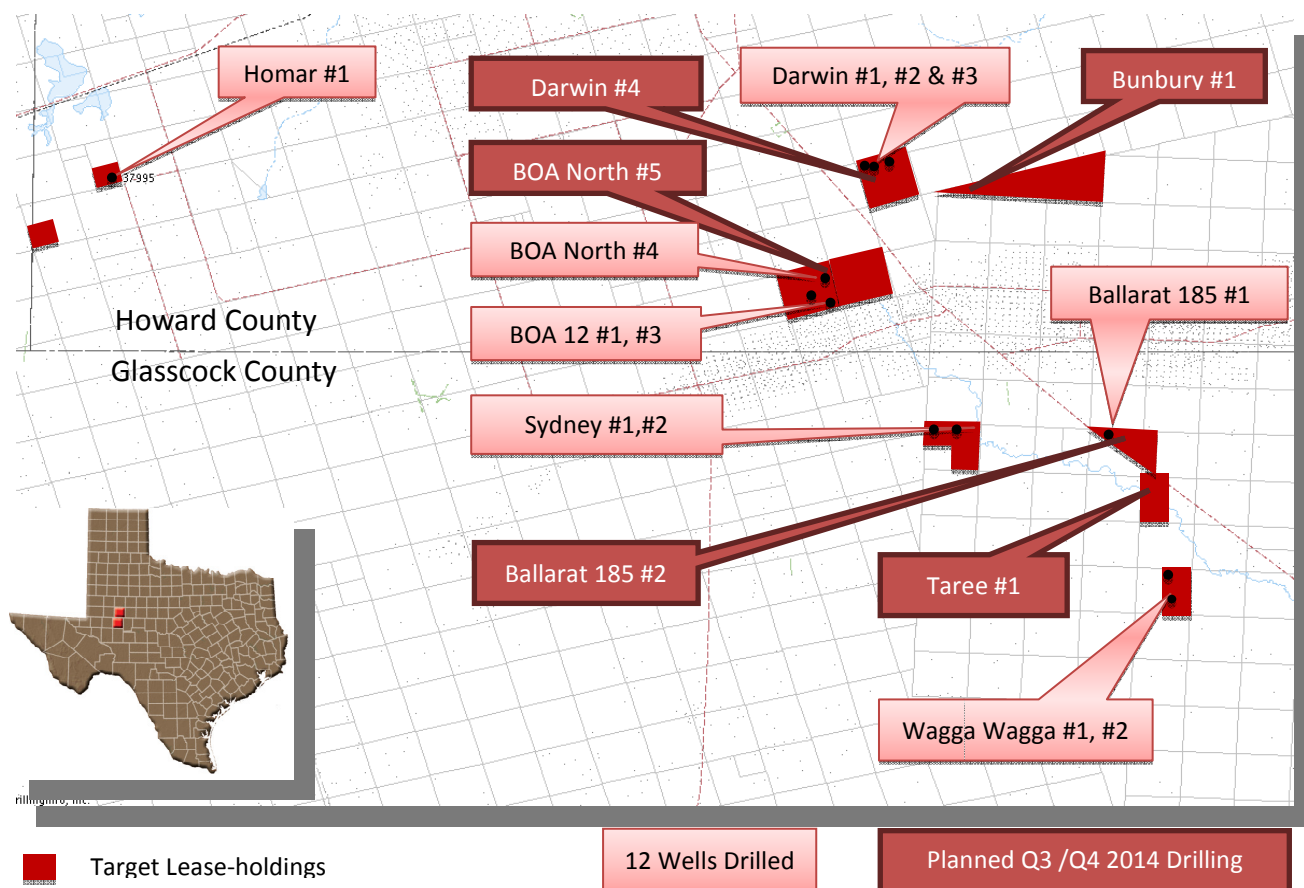 Homar #1
Darwin #4
Darwin #1, #2 & #3
Bunbury #1
37995
BOA North #5
BOA North #4
BOA 12 #1, #3
Ballarat 185 #1
Howard County
Glasscock County
Sydney #1,#2
Ballarat 185 #2
Taree #1
Wagga Wagga #1, #2
Target Lease-holdings
12 Wells Drilled
Planned Q3 /Q4 2014 Drilling